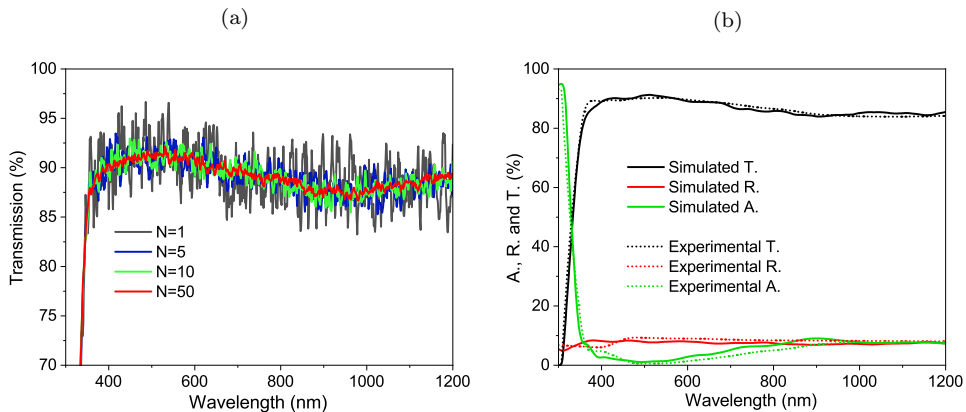 (a)
Transmission (%)
100
95
90
85
80
75
70
N=1
N=5
N=10
N=50
400
600
800
1000
1200
Wavelength (nm)
(b)
A., R. and T. (%)
100
80
60
40
20
0
Simulated T.
Simulated R.
Simulated A.
Experimental T.
Experimental R.
Experimental A.
400
600
800
1000
1200
Wavelength (nm)